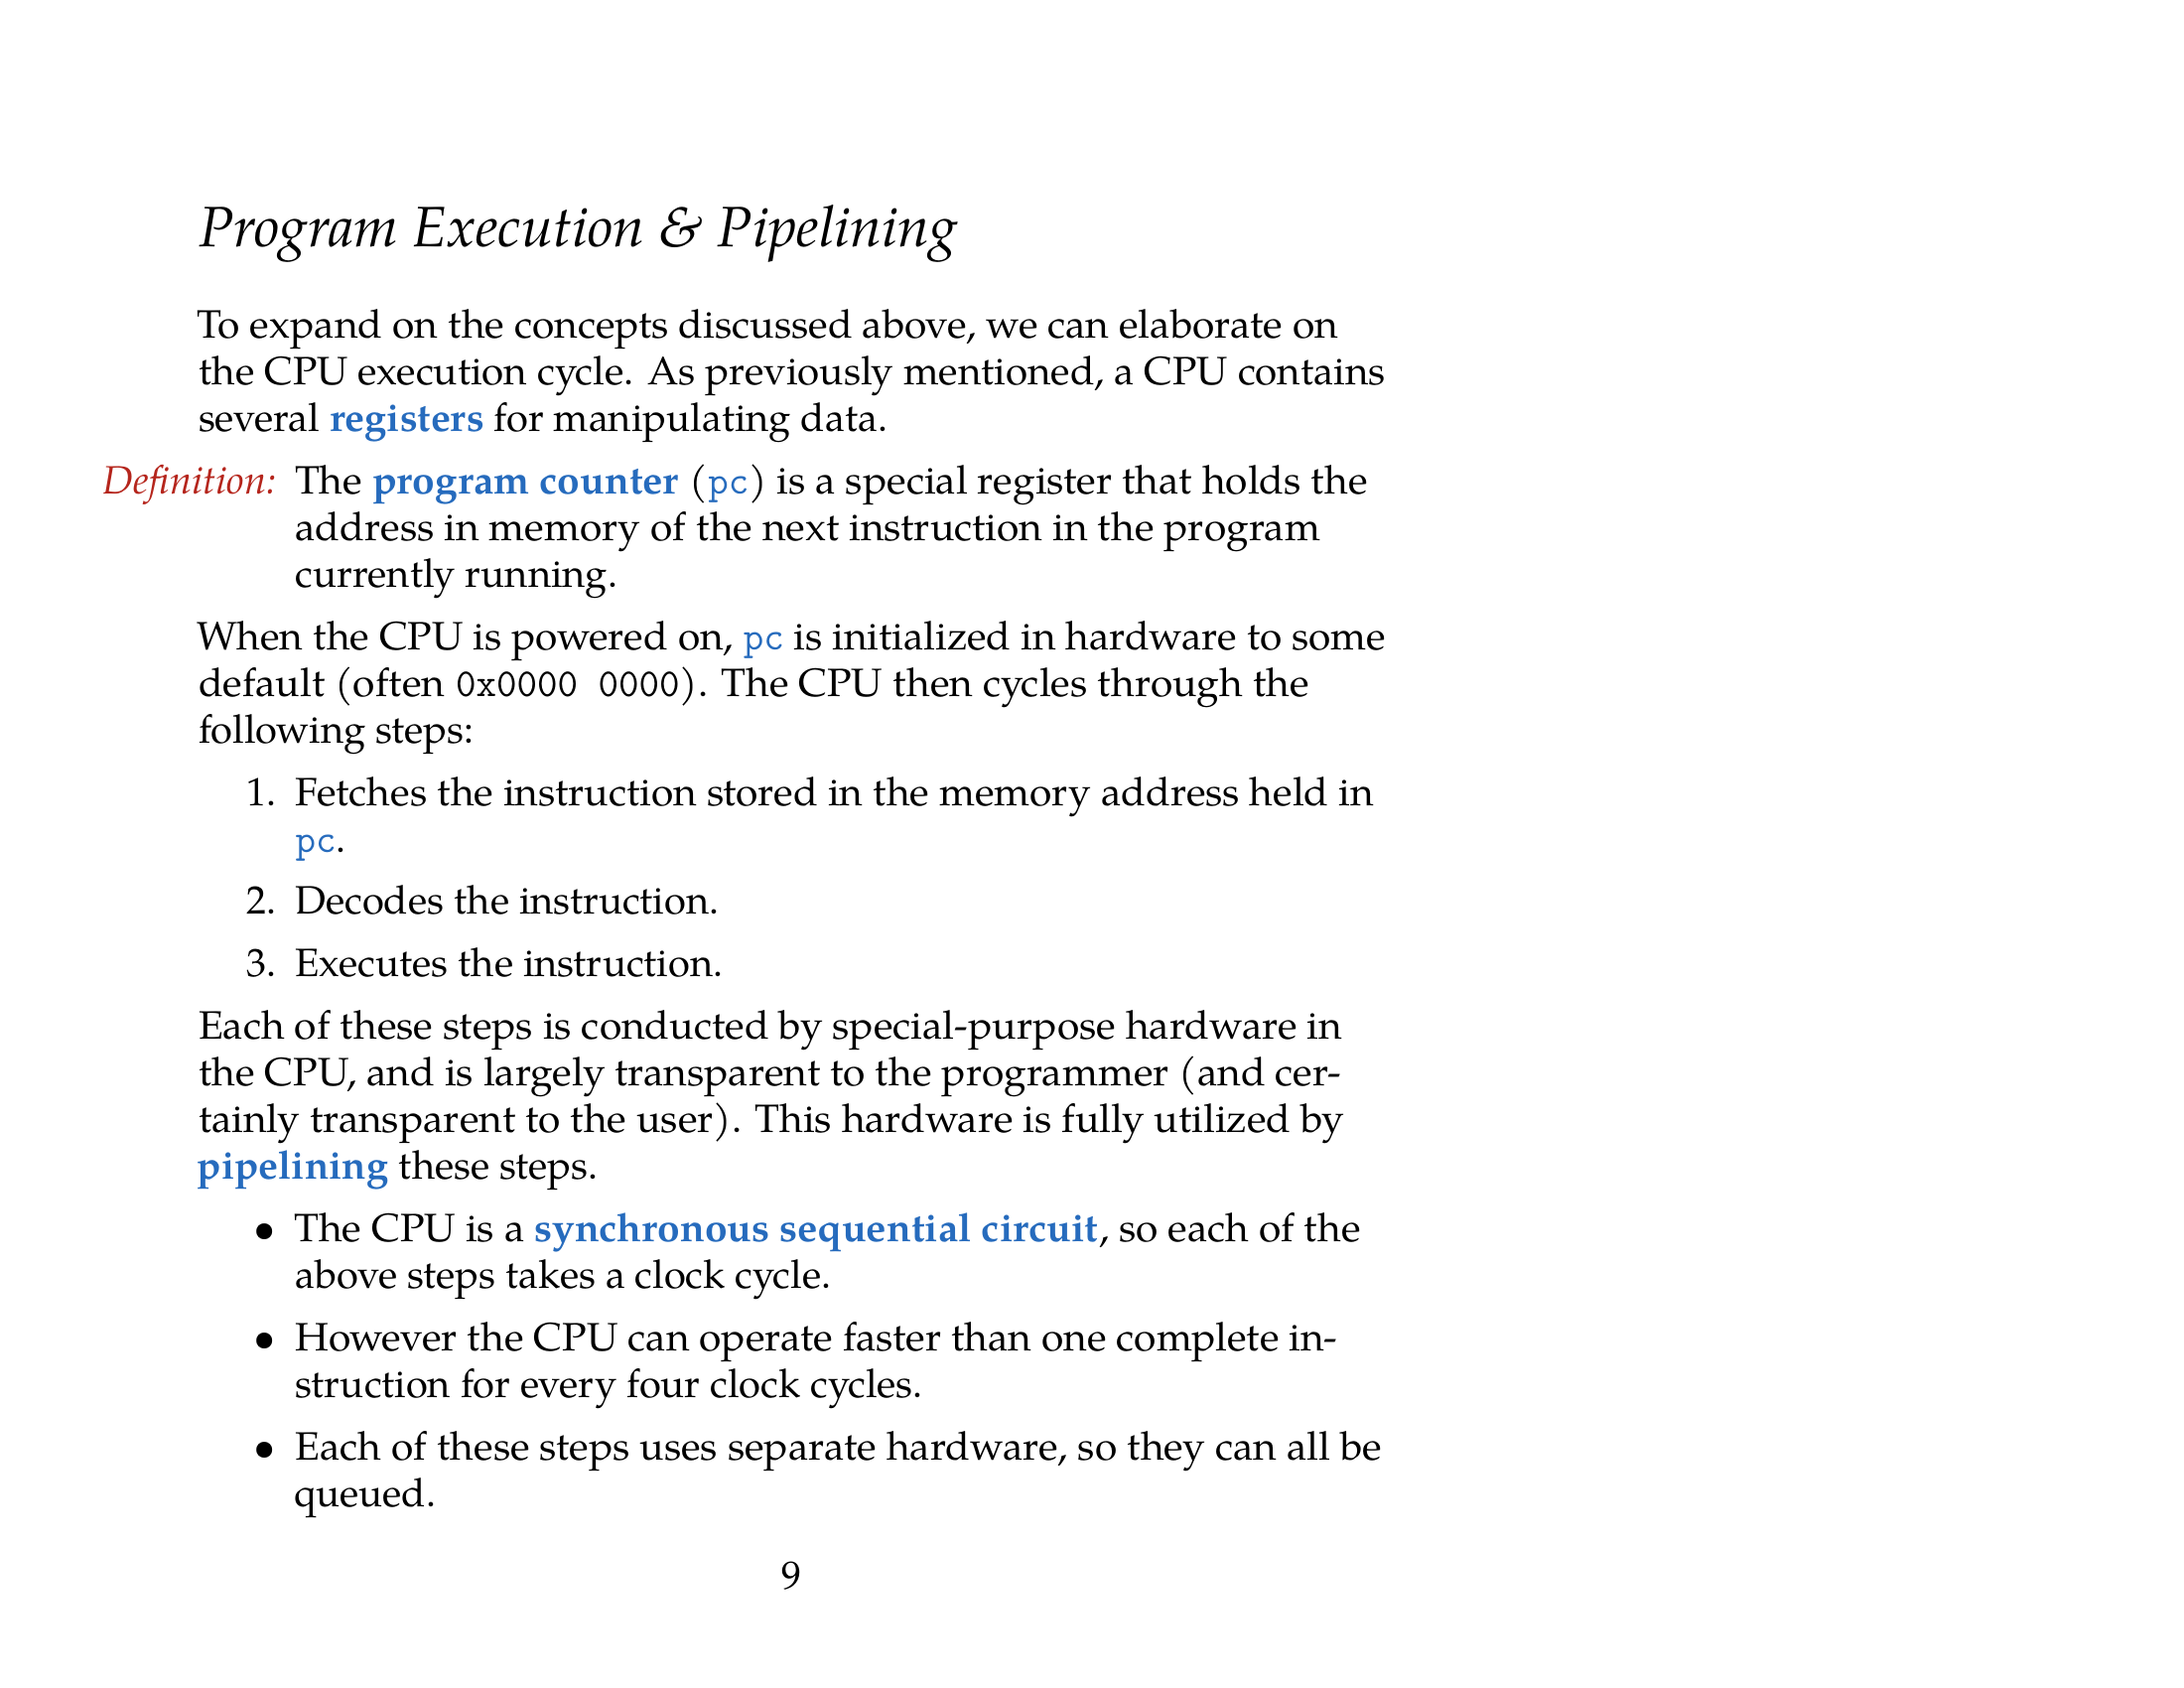 Program Execution & Pipelining
To expand on the concepts discussed above, we can elaborate on
the CPU execution cycle. As previously mentioned, a CPU contains
several registers for manipulating data.
Definition: The program counter (pc) is a special register that holds the
address in memory of the next instruction in the program
currently running.
When the CPU is powered on, pc is initialized in hardware to some
default (often 0x0000 0000). The CPU then cycles through the
following steps:
1. Fetches the instruction stored in the memory address held in
pc.
2. Decodes the instruction.
3. Executes the instruction.
Each of these steps is conducted by special-purpose hardware in
the CPU, and is largely transparent to the programmer (and cer-
tainly transparent to the user). This hardware is fully utilized by
pipelining these steps.
• The CPU is a synchronous sequential circuit, so each of the
above steps takes a clock cycle.
• However the CPU can operate faster than one complete in-
struction for every four clock cycles.
• Each of these steps uses separate hardware, so they can all be
queued.
9